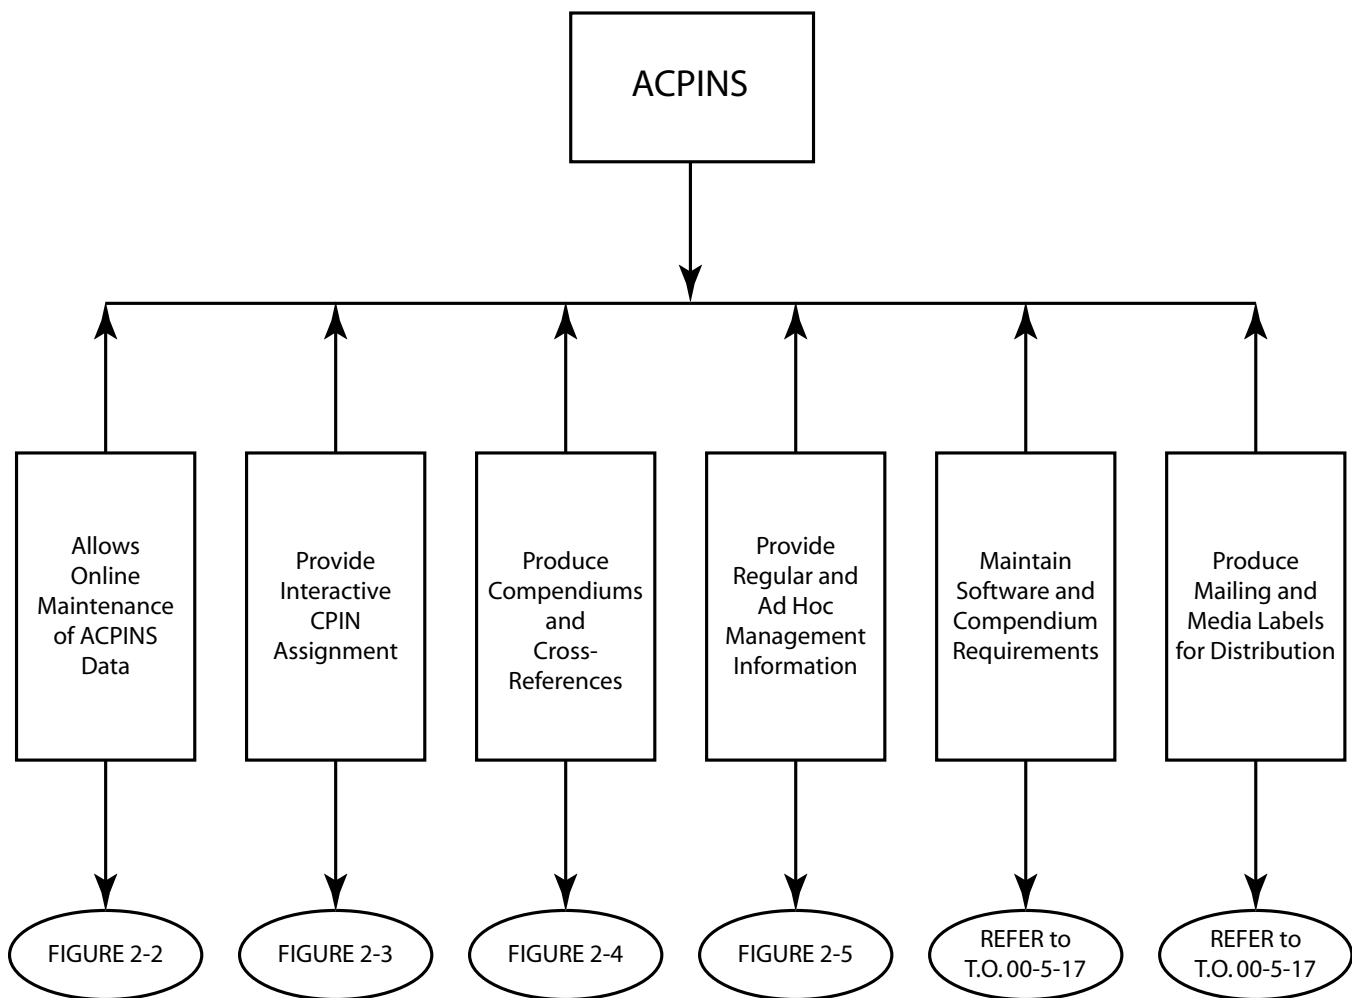 ACPINS
Allows
Online
Maintenance
of ACPINS
Data
Provide
Interactive
CPIN
Assignment
Produce
Compendiums
and
Cross-
References
Provide
Regular and
Ad Hoc
Management
Information
Maintain
Software and
Compendium
Requirements
Produce
Mailing and
Media Labels
for Distribution
FIGURE 2-2
FIGURE 2-3
FIGURE 2-4
FIGURE 2-5
REFER to
T.O. 00-5-17
REFER to
T.O. 00-5-17